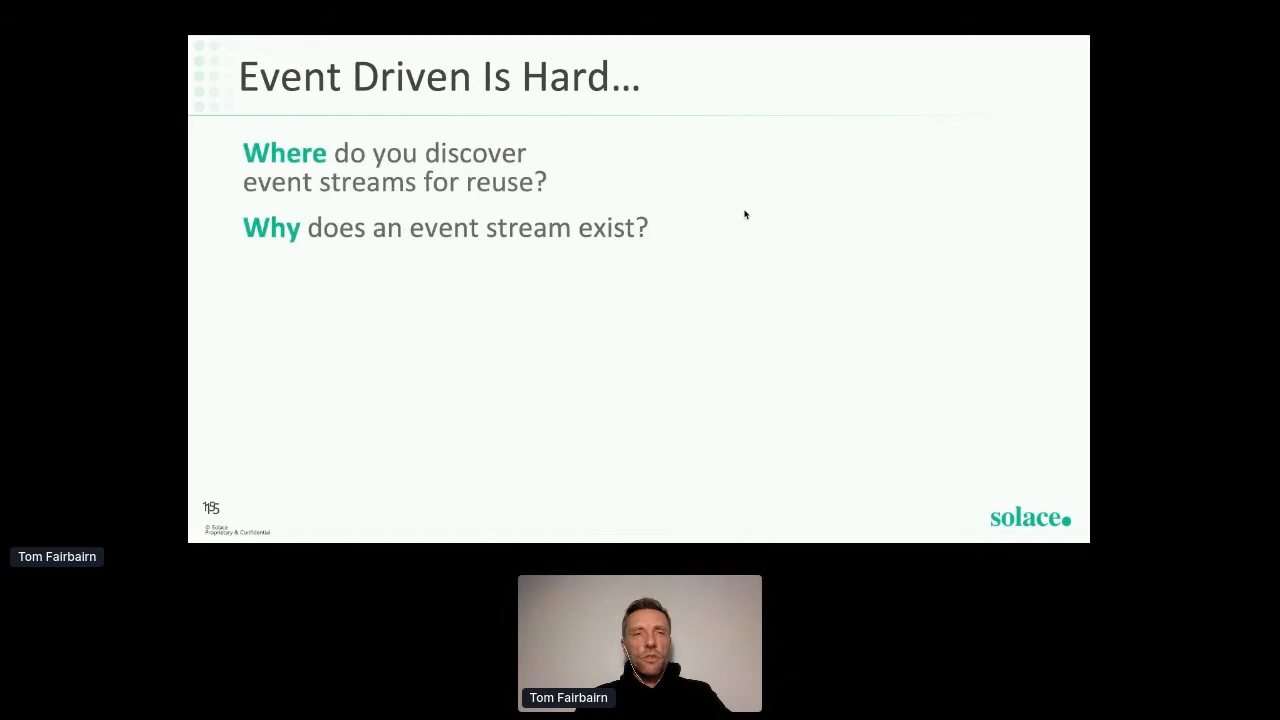 Event Driven Is Hard...
Where do you discover
event streams for reuse?
Why does an event stream exist?
© Solace
Proprietary & Confidential
solace.
Tom Fairbairn
Tom Fairbairn